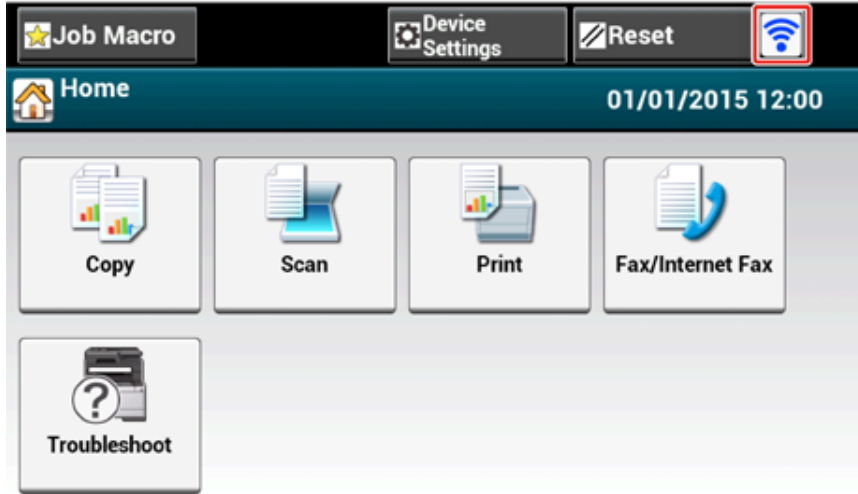 Job Macro
Device
Settings
Reset
Home
01/01/2015 12:00
Copy
Scan
Print
Fax/Internet Fax
Troubleshoot